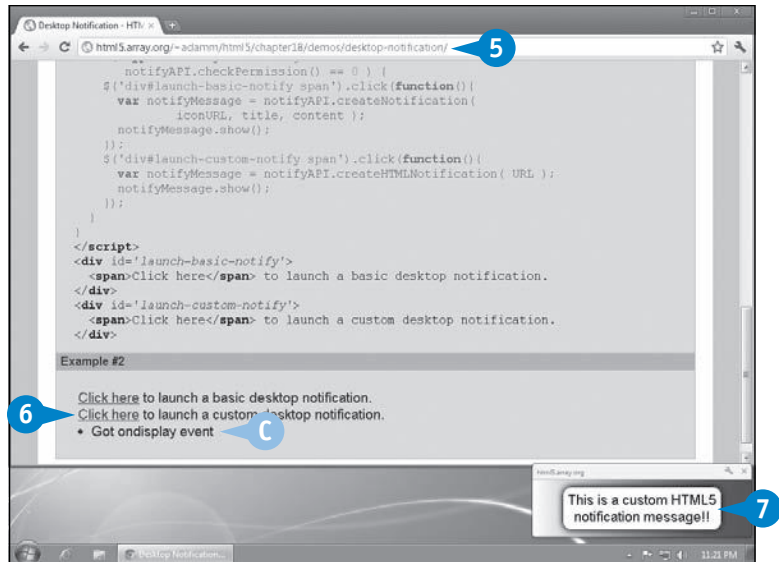 Desktop Notification - HTM
html5.array.org/~adamm/html5/chapter18/demos/desktop-notification/
5
notifyAPI.checkPermission() == 0 ) {
$('div#launch-basic-notify span').click(function(){
var notifyMessage = notifyAPI.createNotification(
iconURL, title, content );
notifyMessage.show();
});
$('div#launch-custom-notify span').click(function(){
var notifyMessage = notifyAPI.createHTMLNotification( URL );
notifyMessage.show();
});
}
}
</script>
<div id='launch-basic-notify'>
<span>Click here</span> to launch a basic desktop notification.
</div>
<div id='launch-custom-notify'>
<span>Click here</span> to launch a custom desktop notification.
</div>
Example #2
Click here to launch a basic desktop notification.
6
Click here to launch a custom desktop notification.
• Got ondisplay event
C
html5.array.org
This is a custom HTML5
notification message!!
7
Desktop Notification...
11:21 PM